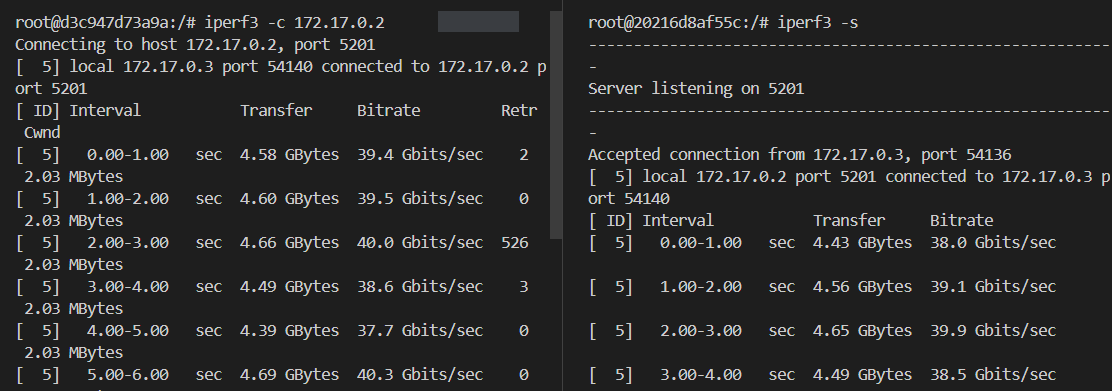 root@d3c947d73a9a:/# iperf3 -c 172.17.0.2
Connecting to host 172.17.0.2, port 5201
[  5] local 172.17.0.3 port 54140 connected to 172.17.0.2 p
ort 5201
[ ID] Interval           Transfer     Bitrate         Retr
 Cwnd
[  5]   0.00-1.00   sec  4.58 GBytes  39.4 Gbits/sec    2
 2.03 MBytes
[  5]   1.00-2.00   sec  4.60 GBytes  39.5 Gbits/sec    0
 2.03 MBytes
[  5]   2.00-3.00   sec  4.66 GBytes  40.0 Gbits/sec  526
 2.03 MBytes
[  5]   3.00-4.00   sec  4.49 GBytes  38.6 Gbits/sec    3
 2.03 MBytes
[  5]   4.00-5.00   sec  4.39 GBytes  37.7 Gbits/sec    0
 2.03 MBytes
[  5]   5.00-6.00   sec  4.69 GBytes  40.3 Gbits/sec    0
root@20216d8af55c:/# iperf3 -s
-----------------------------------------------------------
-
Server listening on 5201
-----------------------------------------------------------
-
Accepted connection from 172.17.0.3, port 54136
[  5] local 172.17.0.2 port 5201 connected to 172.17.0.3 p
ort 54140
[ ID] Interval           Transfer     Bitrate
[  5]   0.00-1.00   sec  4.43 GBytes  38.0 Gbits/sec
[  5]   1.00-2.00   sec  4.56 GBytes  39.1 Gbits/sec
[  5]   2.00-3.00   sec  4.65 GBytes  39.9 Gbits/sec
[  5]   3.00-4.00   sec  4.49 GBytes  38.5 Gbits/sec